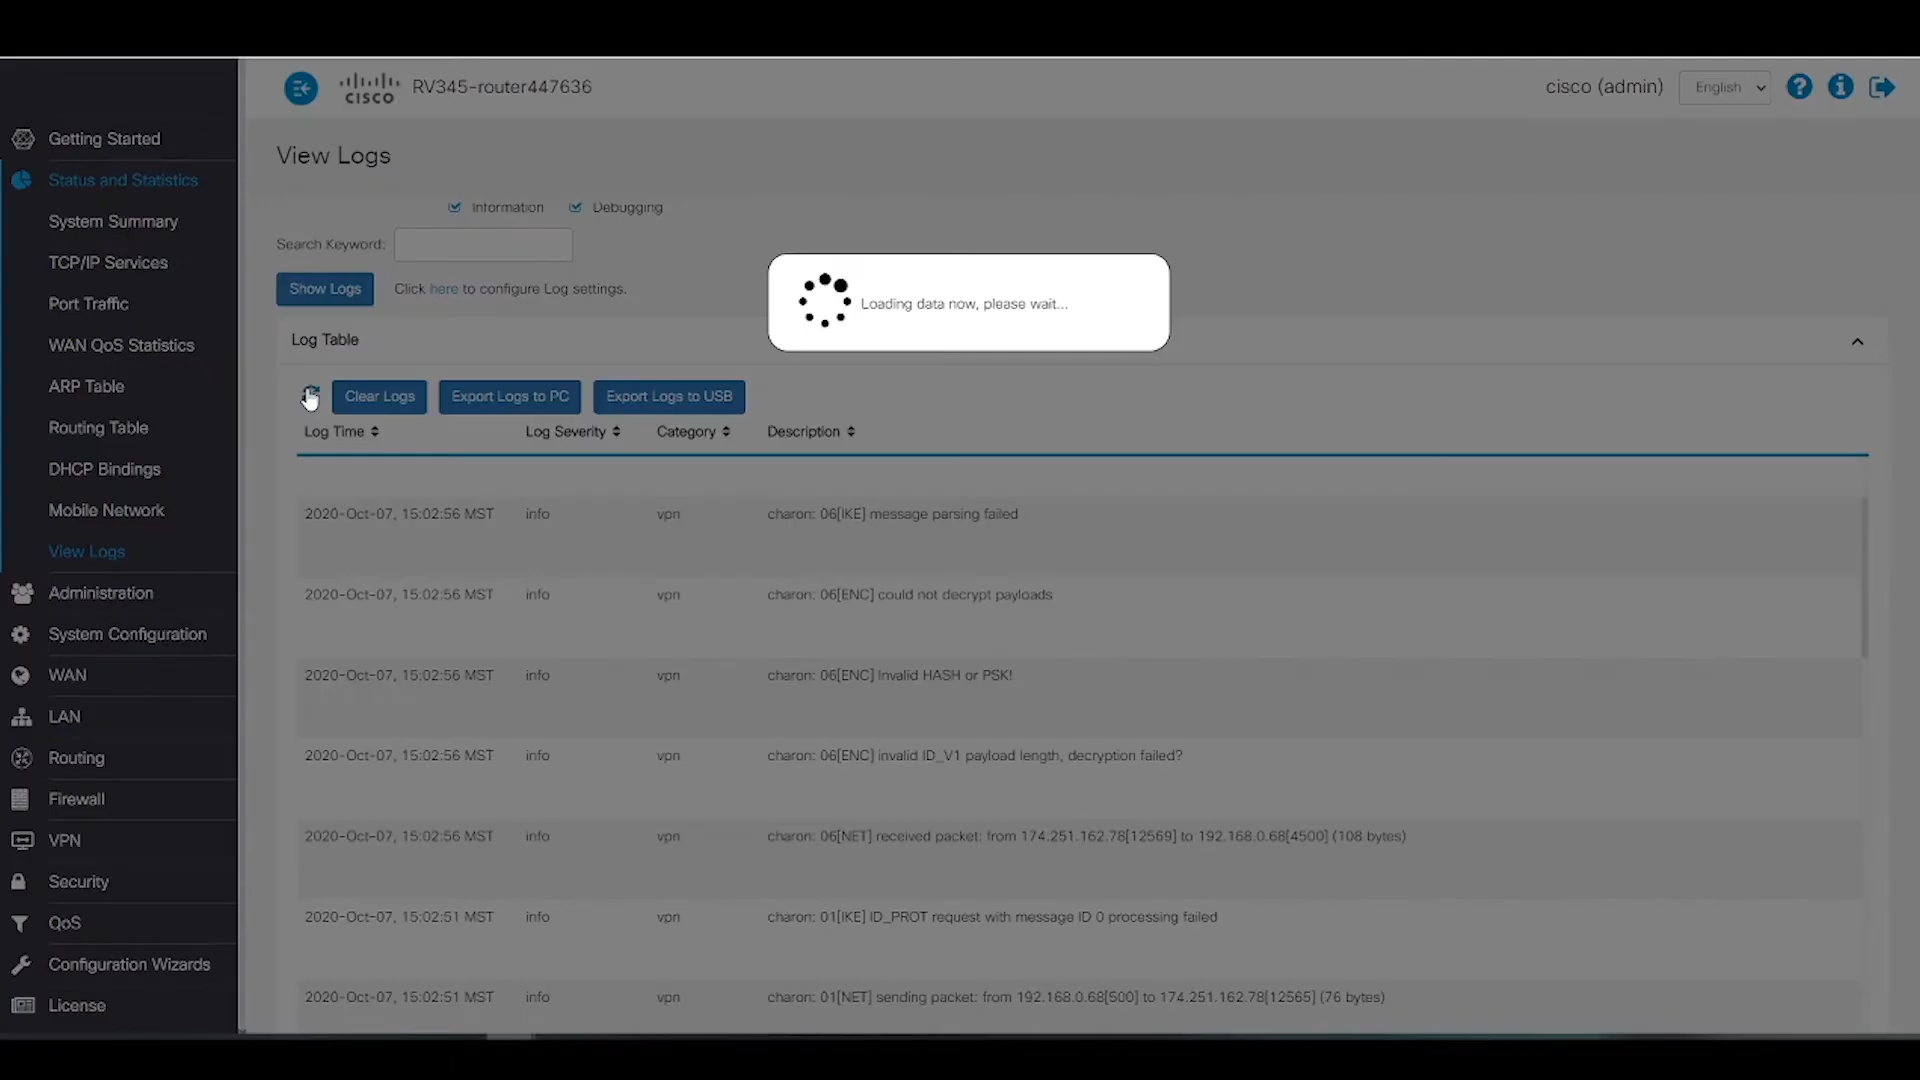 CISCO RV345-router447636 cisco (admin) English
Getting Started
Status and Statistics
System Summary
TCP/IP Services
Port Traffic
WAN QoS Statistics
ARP Table
Routing Table
DHCP Bindings
Mobile Network
View Logs
Administration
System Configuration
WAN
LAN
Routing
Firewall
VPN
Security
QoS
Configuration Wizards
License
View Logs
Information Debugging
Search Keyword:
Show Logs Click here to configure Log settings.
Loading data now, please wait...
Log Table
Clear Logs Export Logs to PC Export Logs to USB
Log Time Log Severity Category Description
2020-Oct-07, 15:02:56 MST info vpn charon: 06[IKE] message parsing failed
2020-Oct-07, 15:02:56 MST info vpn charon: 06[ENC] could not decrypt payloads
2020-Oct-07, 15:02:56 MST info vpn charon: 06[ENC] Invalid HASH or PSK!
2020-Oct-07, 15:02:56 MST info vpn charon: 06[ENC] invalid ID_V1 payload length, decryption failed?
2020-Oct-07, 15:02:56 MST info vpn charon: 06[NET] received packet: from 174.251.162.78[12569] to 192.168.0.68[4500] (108 bytes)
2020-Oct-07, 15:02:51 MST info vpn charon: 01[IKE] ID_PROT request with message ID 0 processing failed
2020-Oct-07, 15:02:51 MST info vpn charon: 01[NET] sending packet: from 192.168.0.68[500] to 174.251.162.78[12565] (76 bytes)